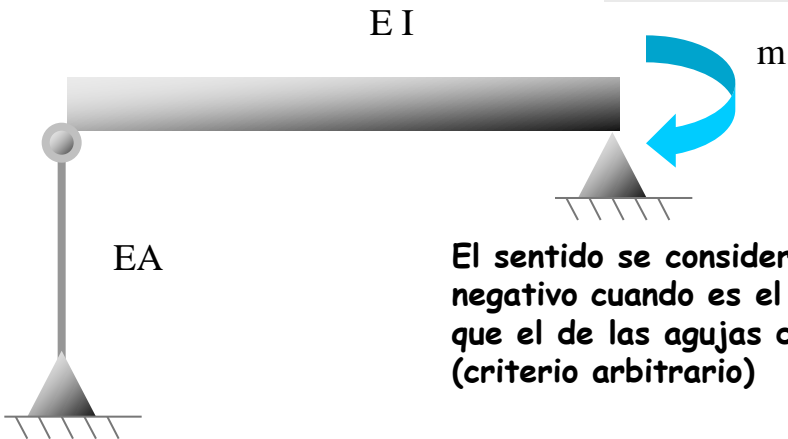 E I
m
EA
El sentido se consider
negativo cuando es el
que el de las agujas
(criterio arbitrario)